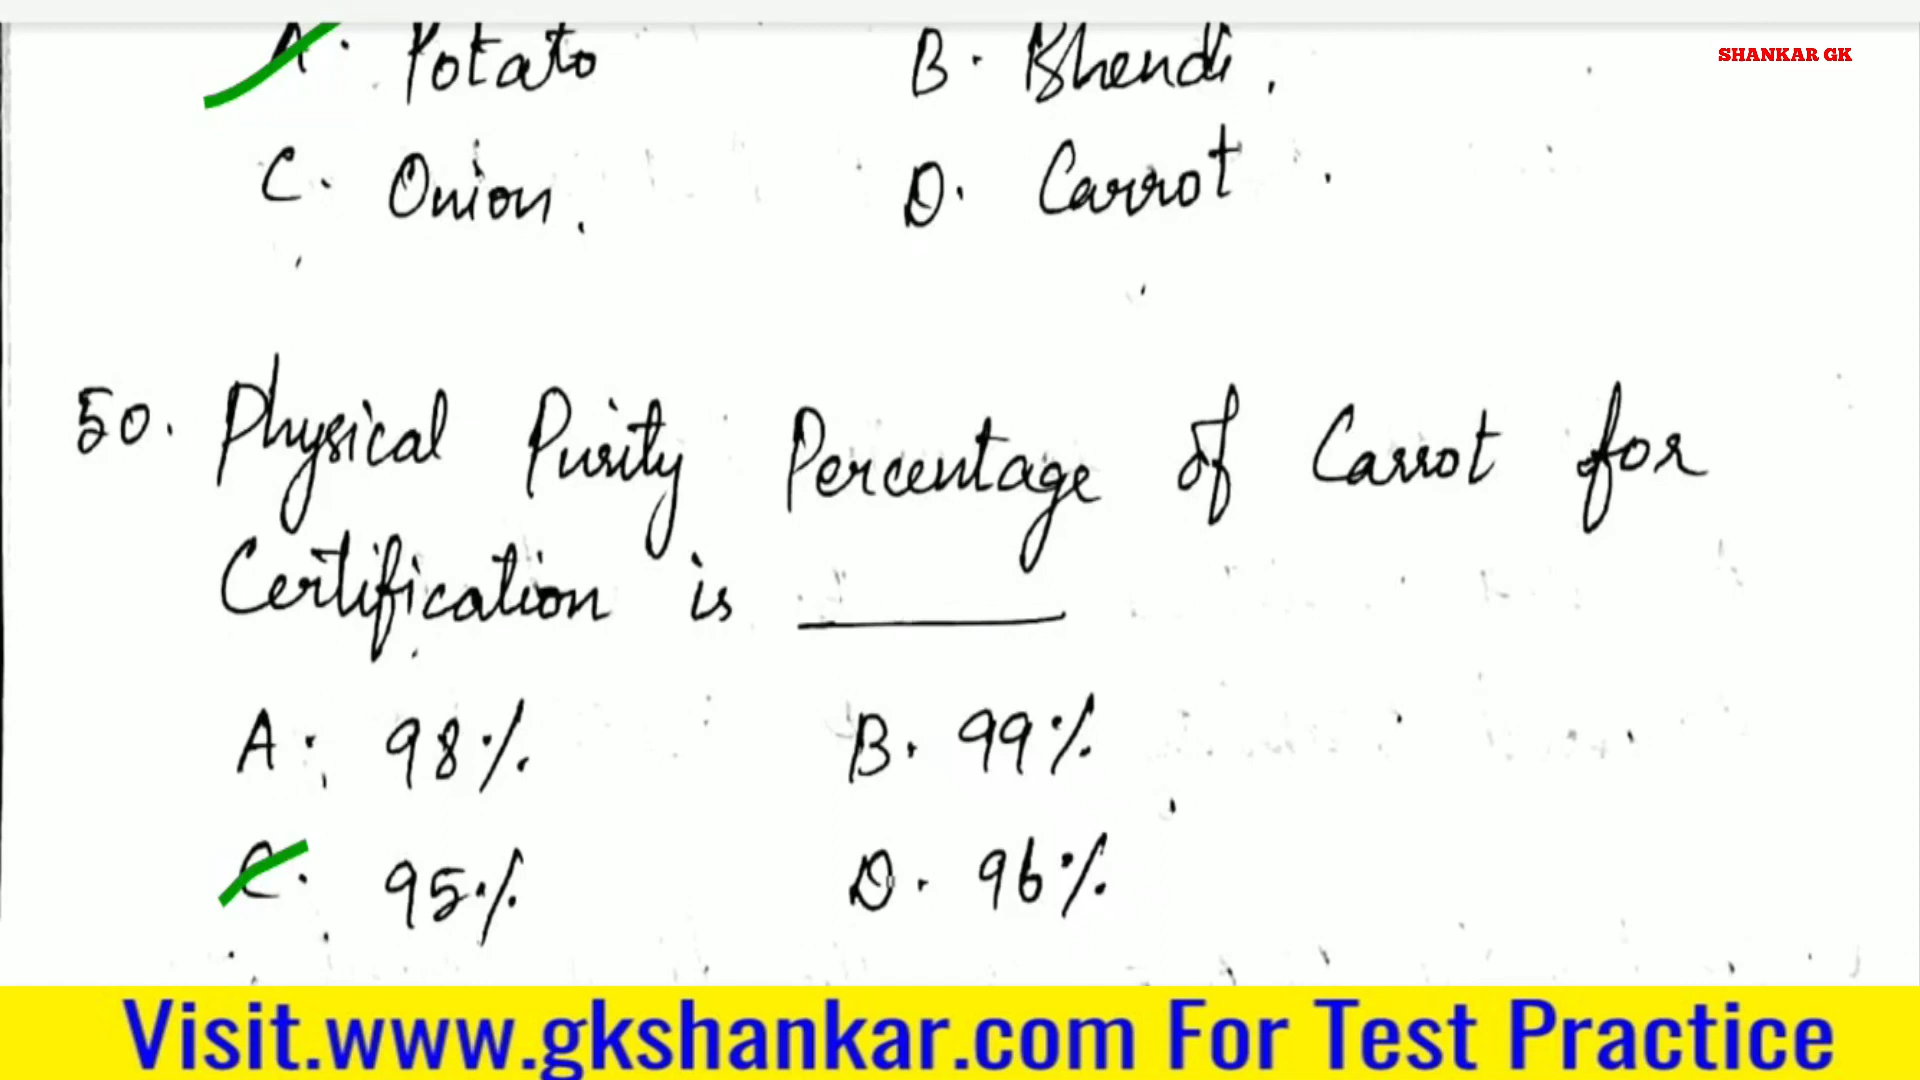 A. Potato B. Bhendi.
SHANKAR GK
C. Onion. D. Carrot.
50. Physical Purity Percentage of Carrot for
Certification is ______
A. 98% B. 99%
C. 95% D. 96%
Visit.www.gkshankar.com For Test Practice